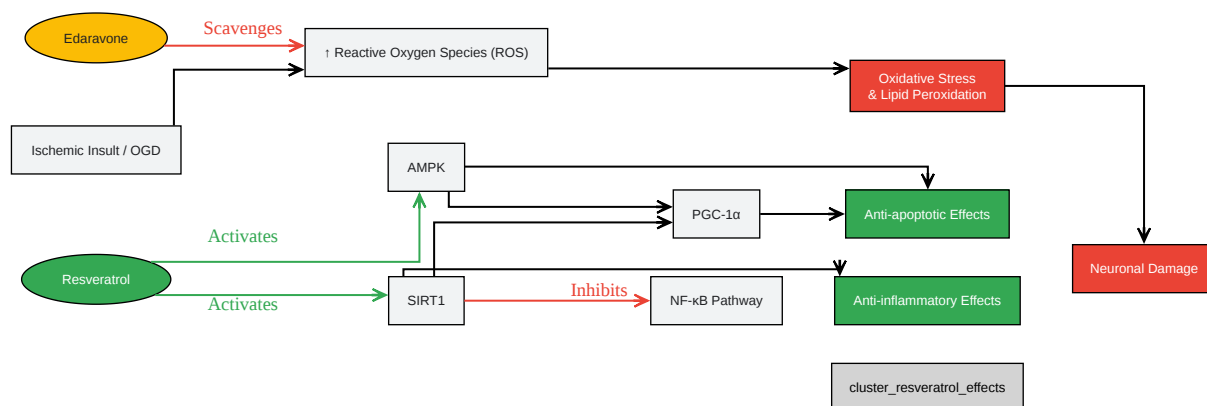 Edaravone
Scavenges
↑ Reactive Oxygen Species (ROS)
Oxidative Stress
& Lipid Peroxidation
Ischemic Insult / OGD
AMPK
PGC-1α
Anti-apoptotic Effects
Activates
Resveratrol
Activates
SIRT1
Inhibits
NF-κB Pathway
Anti-inflammatory Effects
Neuronal Damage
cluster_resveratrol_effects